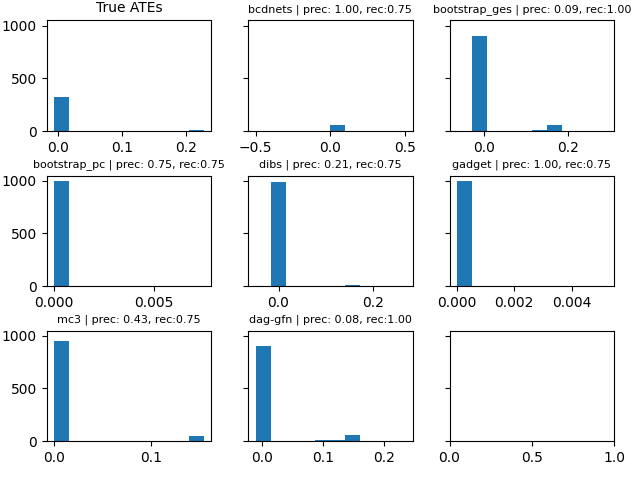 True ATEs
bcdnets | prec: 1.00, rec:0.75
bootstrap_ges | prec: 0.09, rec:1.00
1000
500
0
0.0 0.1 0.2
−0.5 0.0 0.5
0.0 0.2
bootstrap_pc | prec: 0.75, rec:0.75
dibs | prec: 0.21, rec:0.75
gadget | prec: 1.00, rec:0.75
1000
500
0
0.000 0.005
0.0 0.2
0.000 0.002 0.004
mc3 | prec: 0.43, rec:0.75
dag-gfn | prec: 0.08, rec:1.00
1000
500
0
0.0 0.1
0.0 0.1 0.2
0.0 0.5 1.0